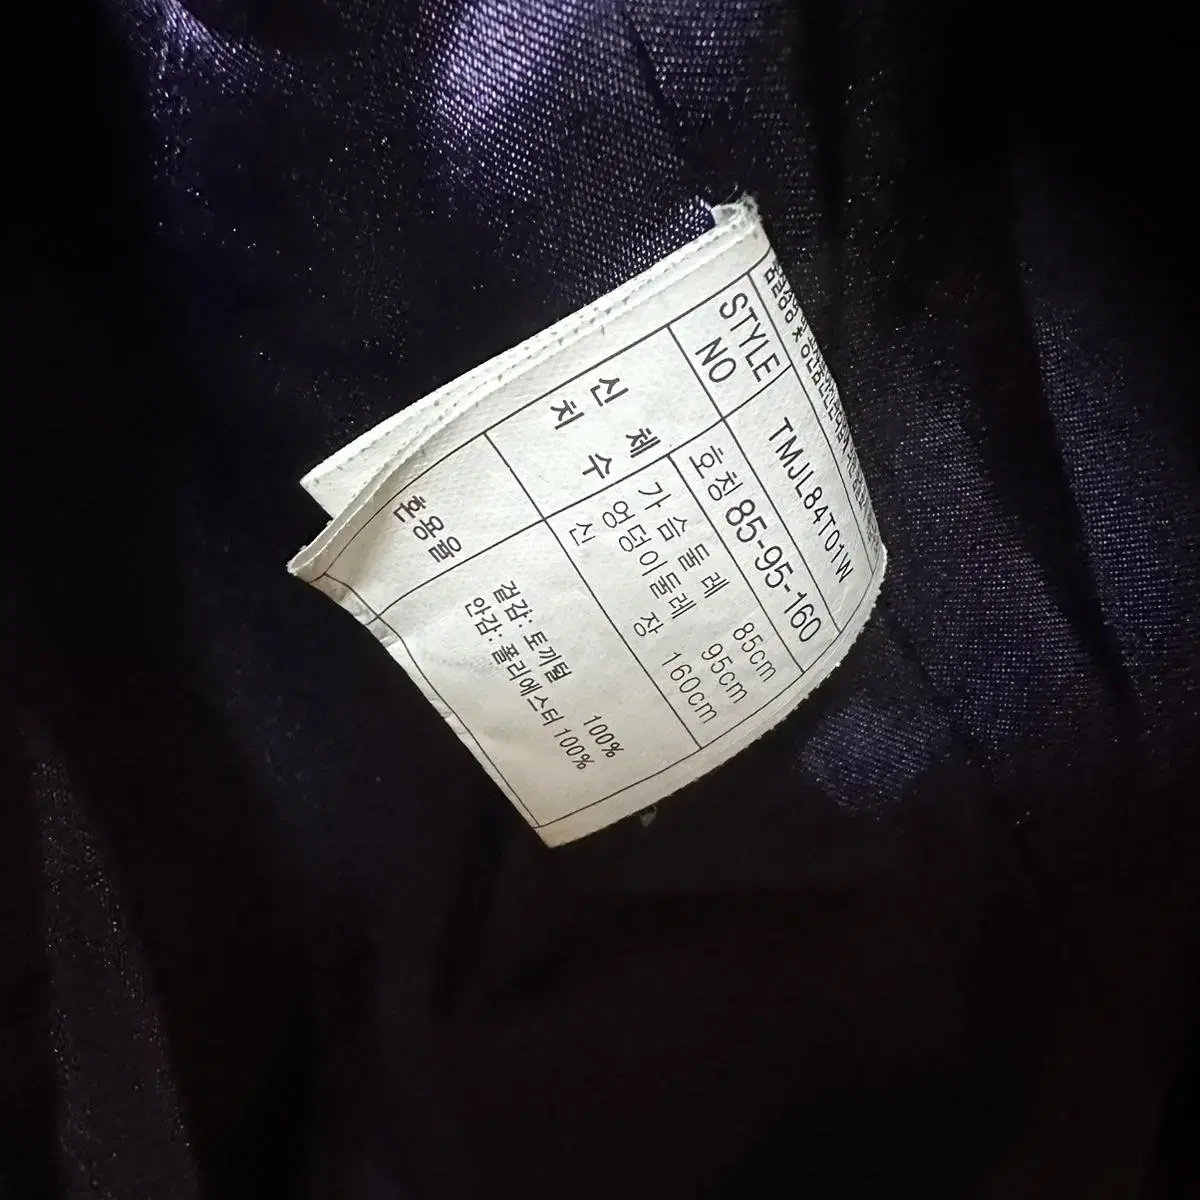 STYLE NO TMJL84T01W
신체 치수
호칭 85-95-160
가슴둘레 85cm
엉덩이둘레 95cm
신장 160cm
혼용율
겉감: 토끼털 100%
안감: 폴리에스터 100%